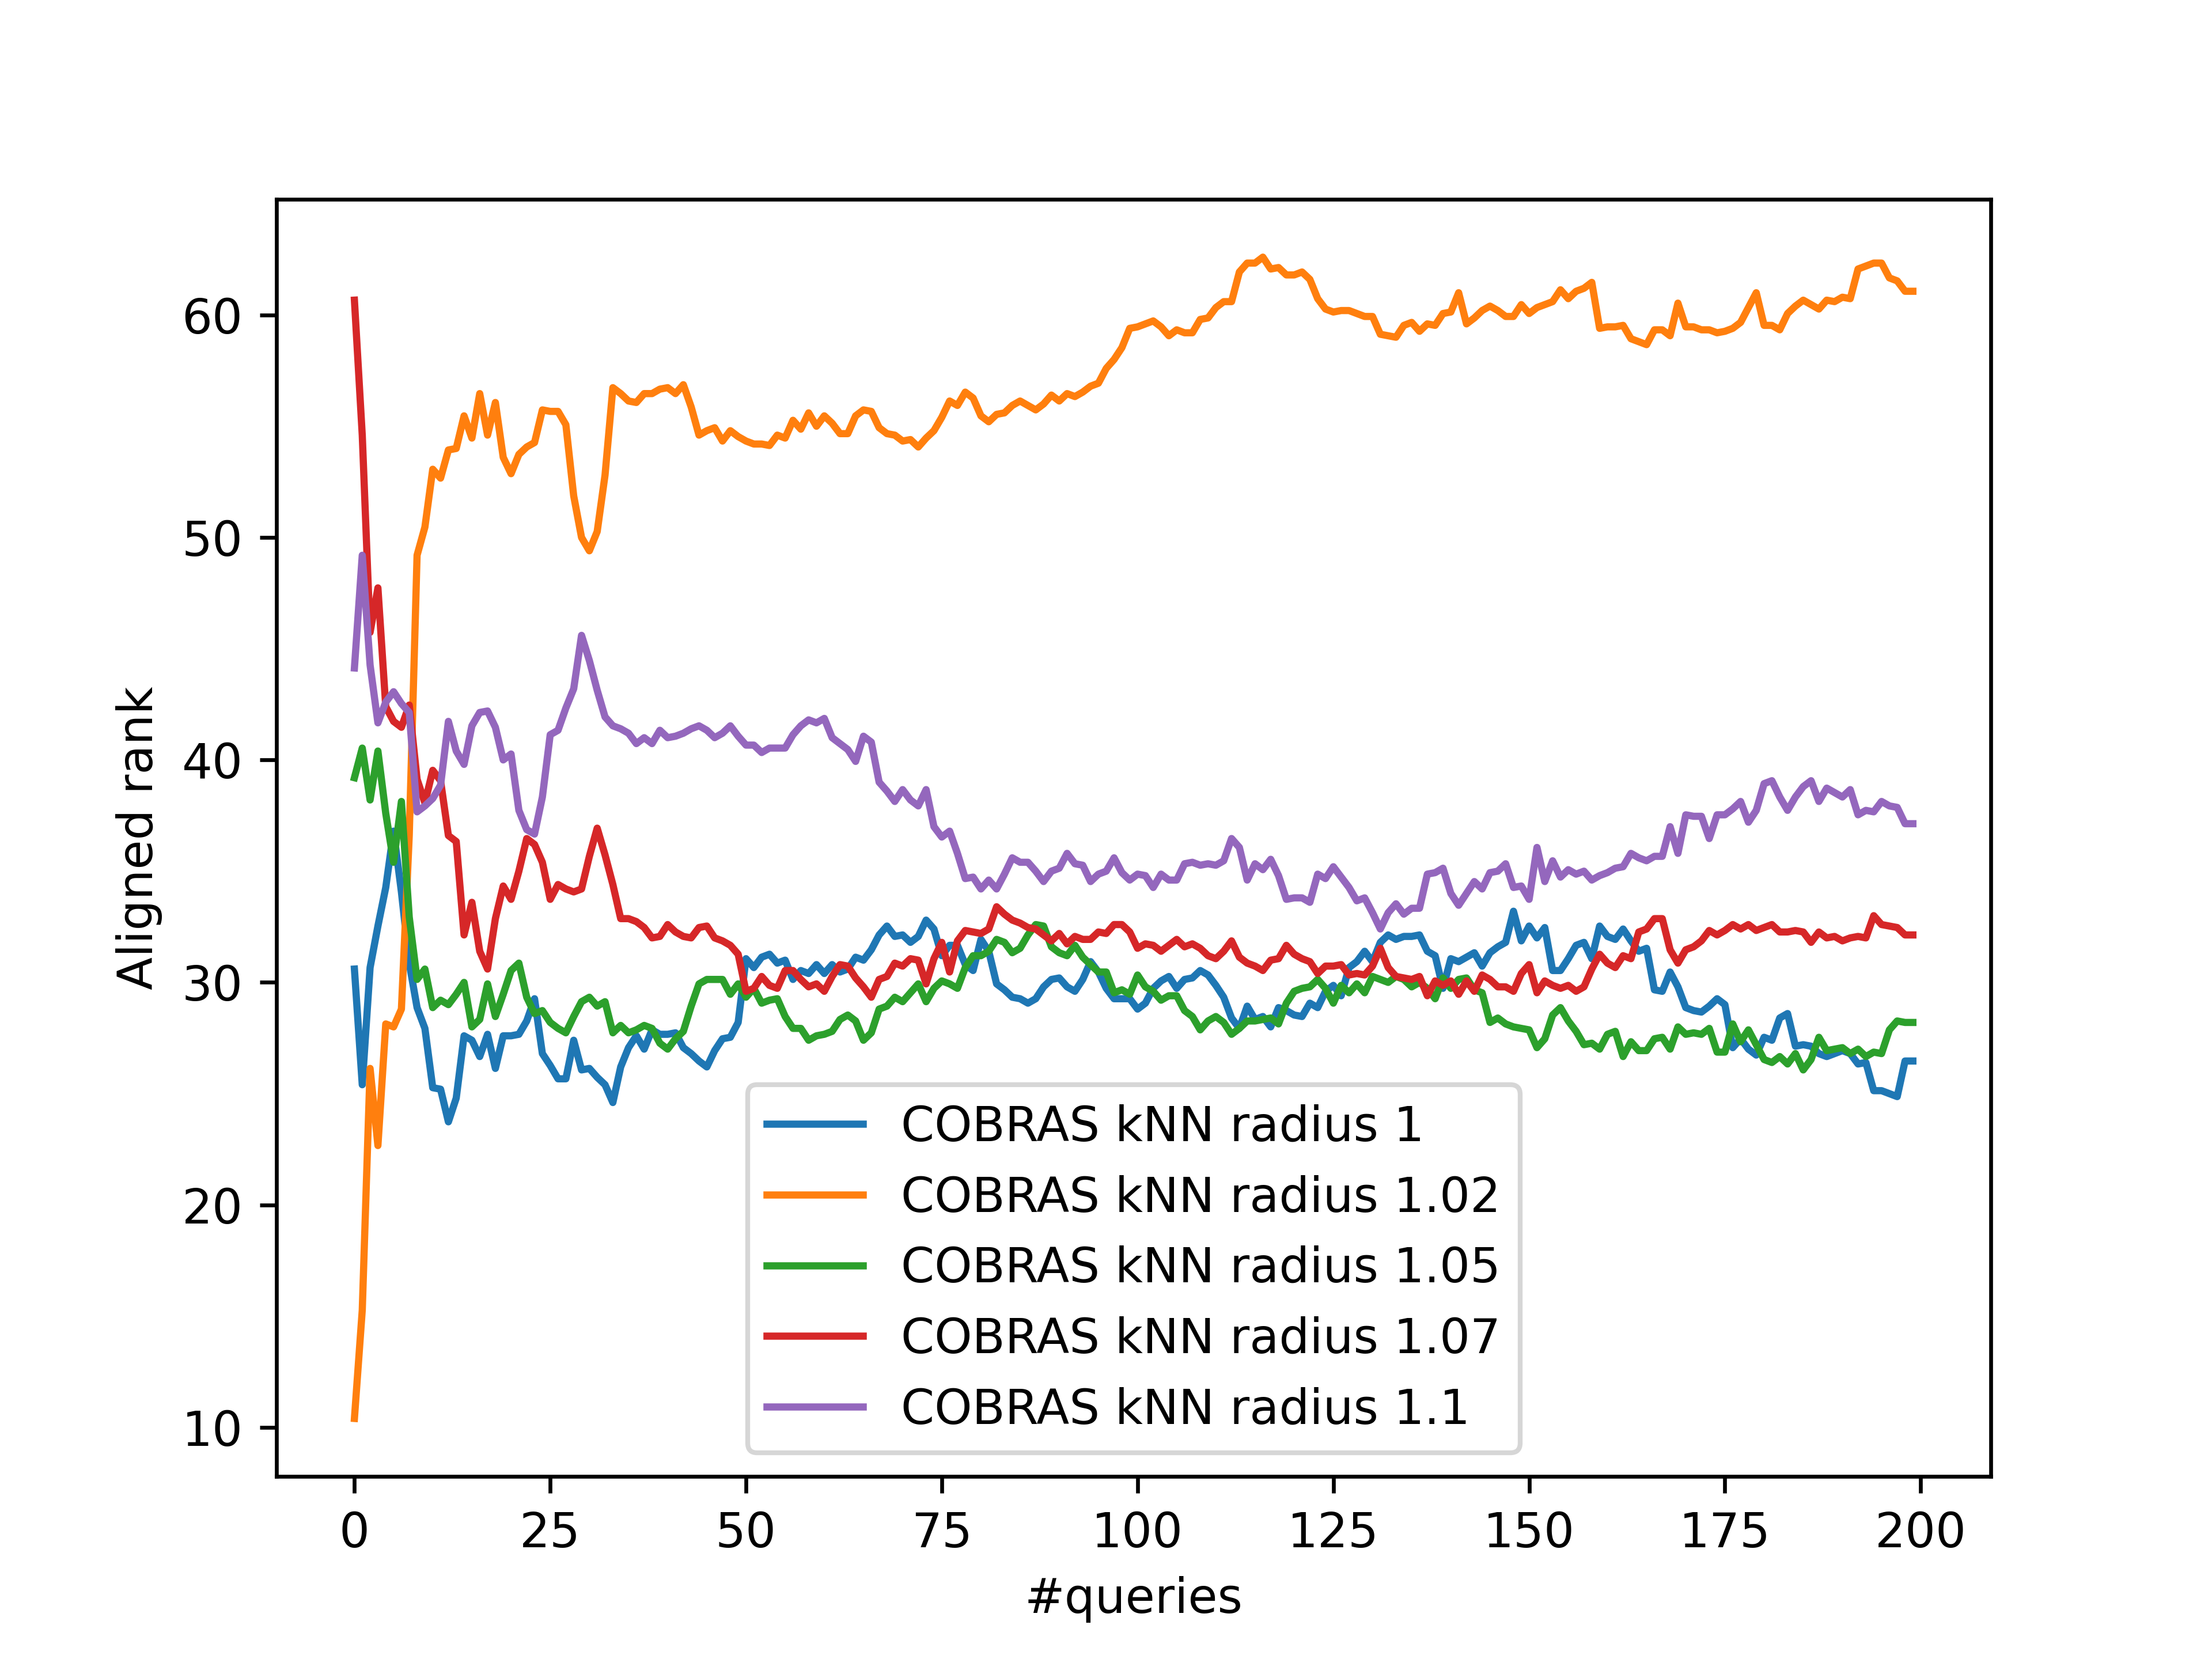 Aligned rank
60
50
40
30
20
10
COBRAS kNN radius 1
COBRAS kNN radius 1.02
COBRAS kNN radius 1.05
COBRAS kNN radius 1.07
COBRAS kNN radius 1.1
0 25 50 75 100 125 150 175 200
#queries